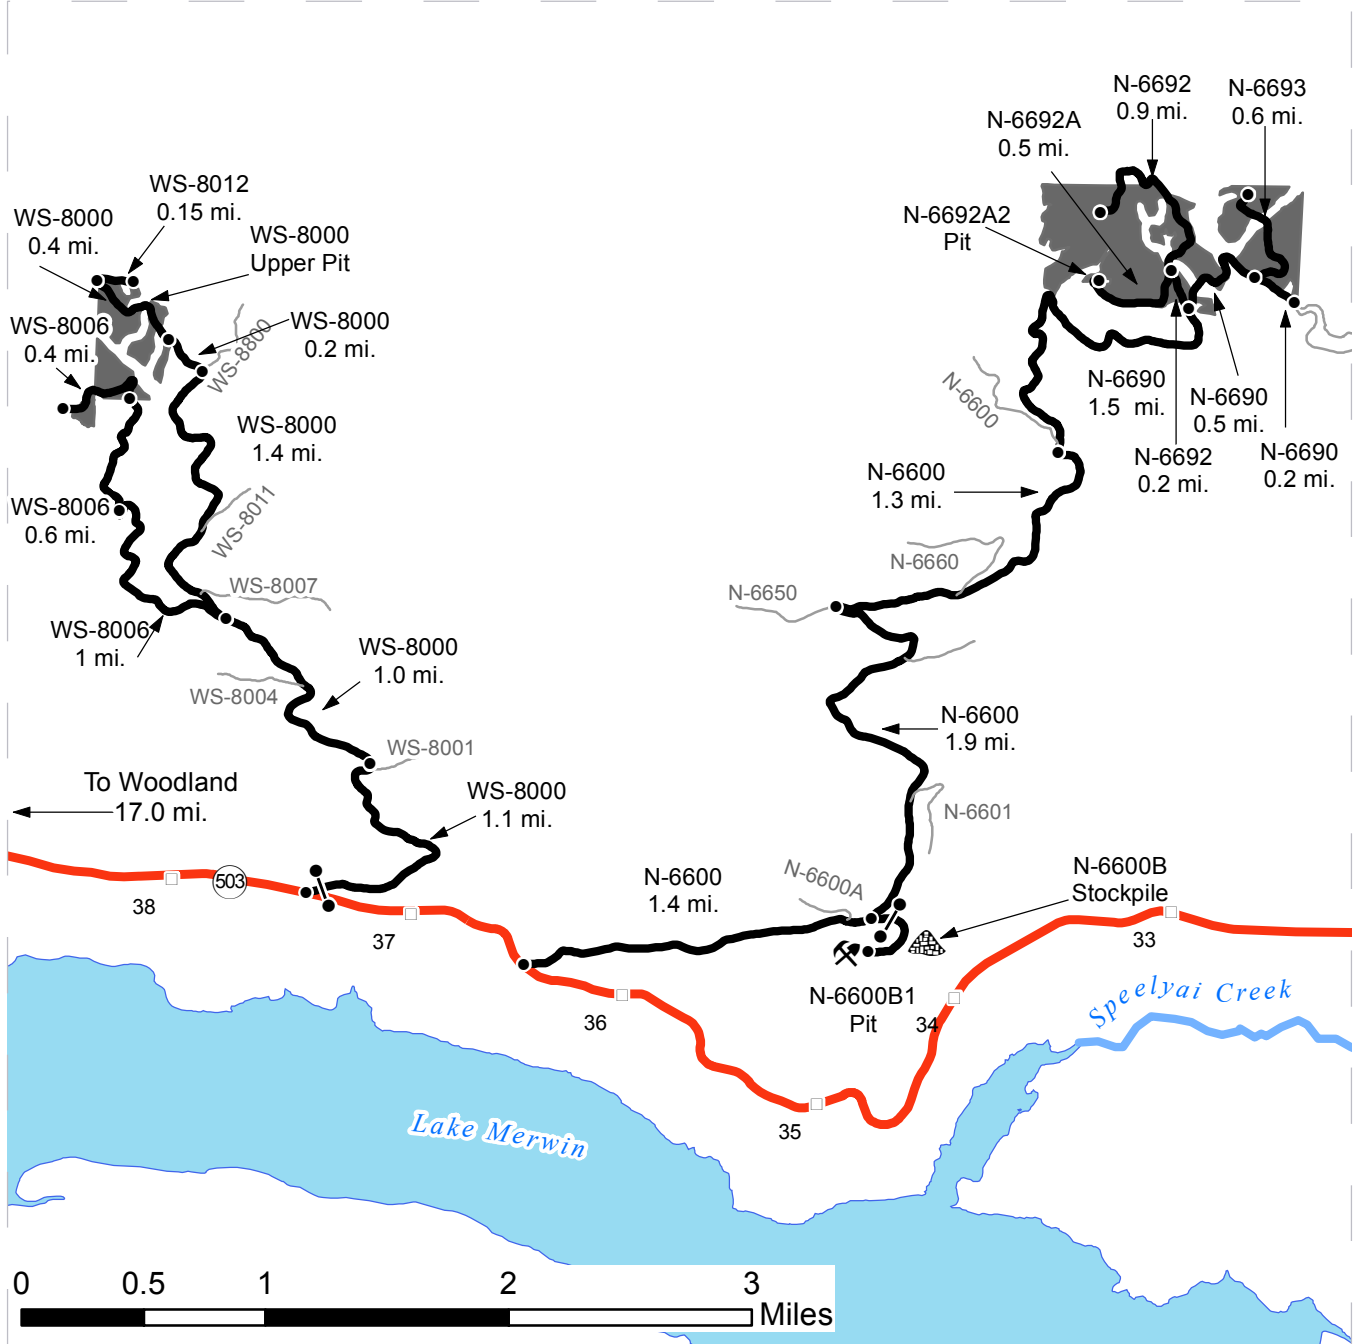 N-6692
0.9 mi.
N-6693
0.6 mi.
N-6692A
0.5 mi.
WS-8012
0.15 mi.
WS-8000
0.4 mi.
N-6692A2
Pit
WS-8000
Upper Pit
WS-8006
0.4 mi.
WS-8000
0.2 mi.
WS-8800
N-6600
N-6690
1.5 mi.
N-6690
0.5 mi.
WS-8000
1.4 mi.
N-6692
0.2 mi.
N-6690
0.2 mi.
N-6600
1.3 mi.
WS-8006
0.6 mi.
WS-8011
N-6660
WS-8007
N-6650
WS-8006
1 mi.
WS-8000
1.0 mi.
WS-8004
N-6600
1.9 mi.
WS-8001
To Woodland
17.0 mi.
WS-8000
1.1 mi.
N-6601
N-6600
1.4 mi.
N-6600A
N-6600B
Stockpile
503
38
37
33
N-6600B1
Pit
36
34
Speelyai Creek
35
Lake Merwin
0 0.5 1 2 3
Miles